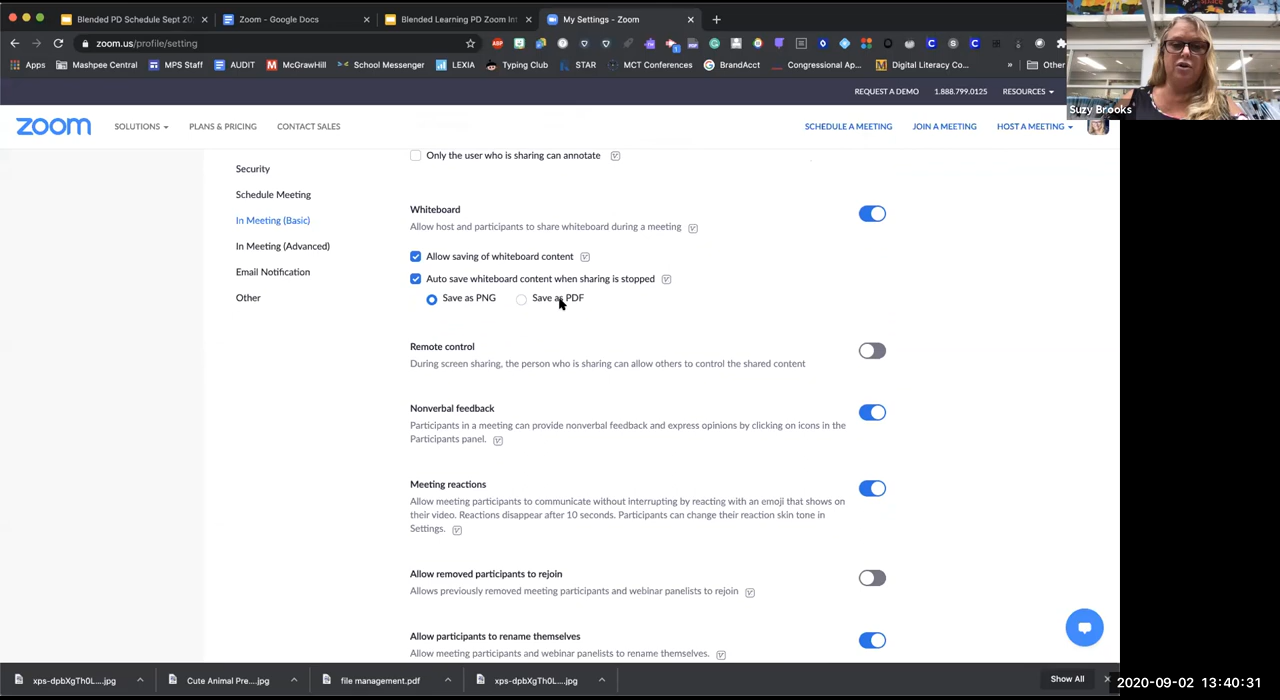 Blended PD Schedule Sept 20
Zoom - Google Docs
Blended Learning PD Zoom Int
My Settings - Zoom
zoom.us/profile/setting
Apps
Mashpee Central
MPS Staff
AUDIT
McGrawHill
School Messenger
LEXIA
Typing Club
STAR
MCT Conferences
BrandAcct
Congressional Ap...
Digital Literacy Co...
»
Other
Suzy Brooks
REQUEST A DEMO
1.888.799.0125
RESOURCES
zoom
SOLUTIONS
PLANS & PRICING
CONTACT SALES
SCHEDULE A MEETING
JOIN A MEETING
HOST A MEETING
Security
Schedule Meeting
In Meeting (Basic)
In Meeting (Advanced)
Email Notification
Other
Only the user who is sharing can annotate
Whiteboard
Allow host and participants to share whiteboard during a meeting
Allow saving of whiteboard content
Auto save whiteboard content when sharing is stopped
Save as PNG
Save as PDF
Remote control
During screen sharing, the person who is sharing can allow others to control the shared content
Nonverbal feedback
Participants in a meeting can provide nonverbal feedback and express opinions by clicking on icons in the
Participants panel.
Meeting reactions
Allow meeting participants to communicate without interrupting by reacting with an emoji that shows on
their video. Reactions disappear after 10 seconds. Participants can change their reaction skin tone in
Settings.
Allow removed participants to rejoin
Allows previously removed meeting participants and webinar panelists to rejoin
Allow participants to rename themselves
Allow meeting participants and webinar panelists to rename themselves.
xps-dpbXgTh0L....jpg
Cute Animal Pre....jpg
file management.pdf
xps-dpbXgTh0L....jpg
Show All
2020-09-02 13:40:31